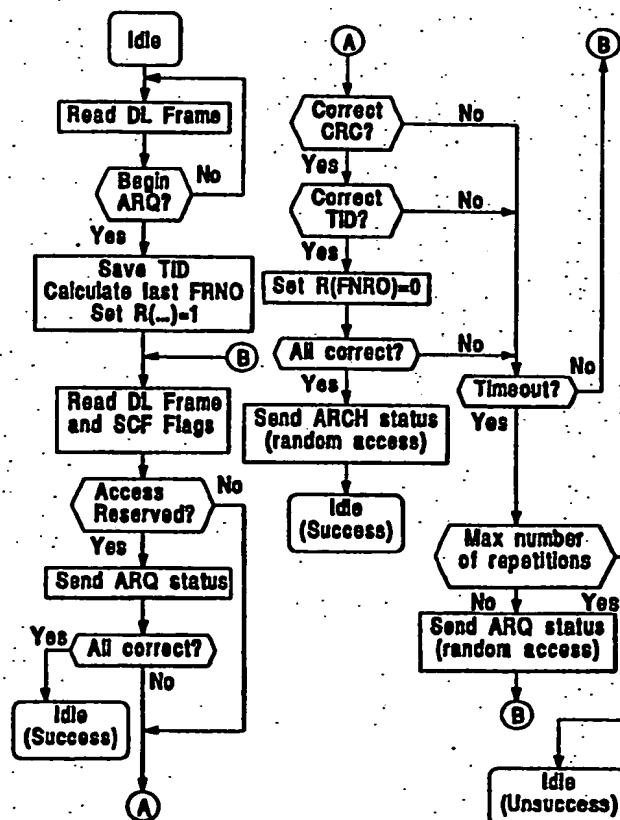 Idle
Read DL Frame
Begin
ARQ?
No
Yes
Save TID
Calculate last FRNO
Set R(...)=1
B
Read DL Frame
and SCF Flags
Access
Reserved?
No
Yes
Send ARQ status
Yes
All correct?
No
Idle
(Success)
A
A
Correct
CRC?
No
Yes
Correct
TID?
No
Yes
Set R(FNRO)=0
All correct?
No
Yes
Send ARCH status
(random access)
Idle
(Success)
B
No
Timeout?
Yes
Max number
of repetitions
No
Yes
Send ARQ status
(random access)
B
Idle
(Unsuccess)